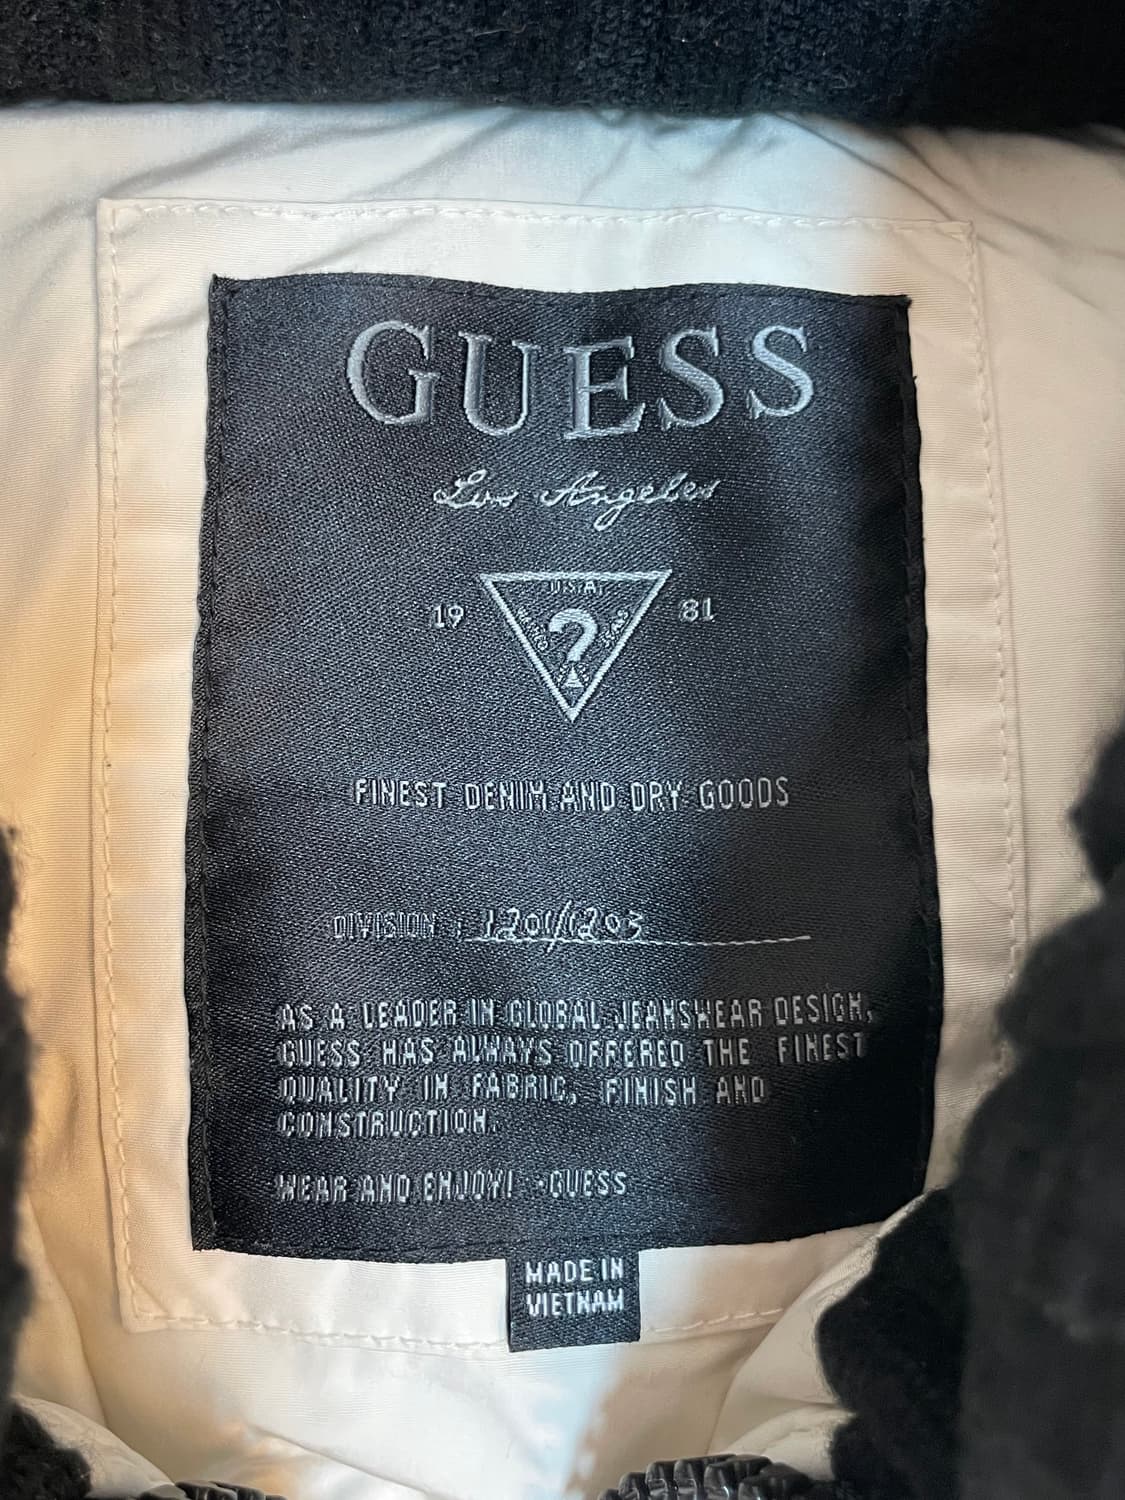 GUESS
Los Angeles
19 U.S.A. 81
?
FINEST DENIM AND DRY GOODS
DIVISION : 1201/1203
AS A LEADER IN GLOBAL JEANSWEAR DESIGN,
GUESS HAS ALWAYS OFFERED THE FINEST
QUALITY IN FABRIC, FINISH AND
CONSTRUCTION.
WEAR AND ENJOY! -GUESS
MADE IN
VIETNAM